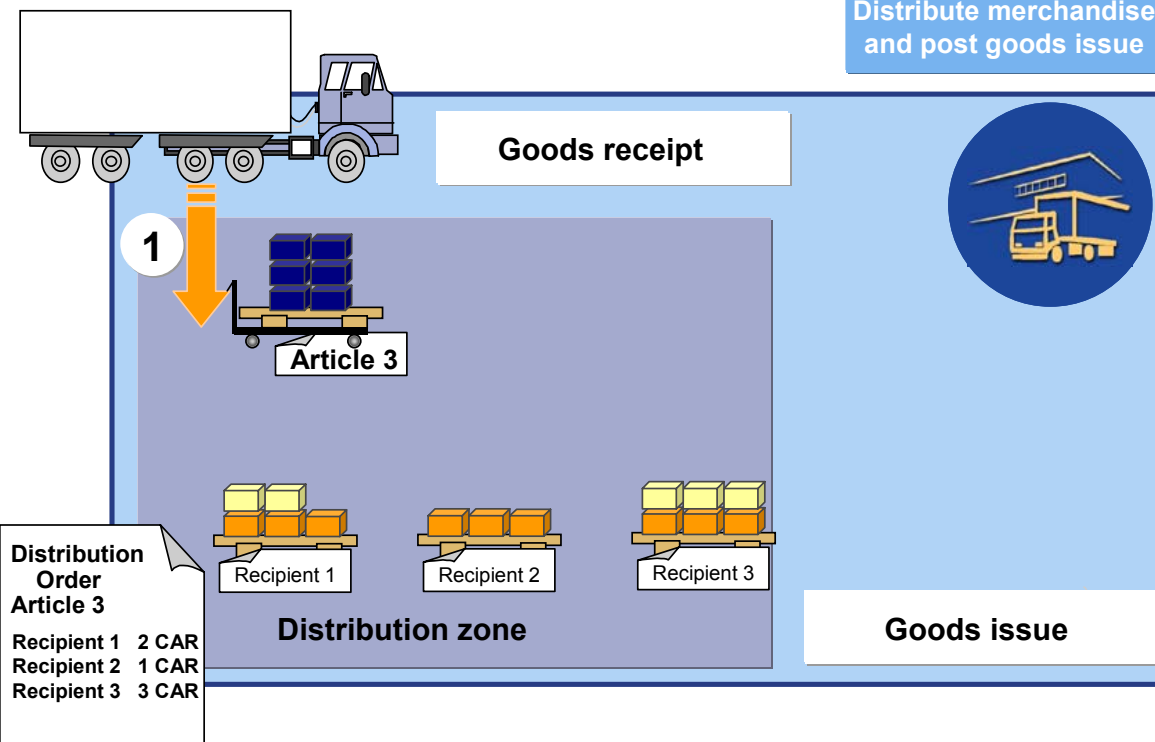 Distribute merchandise
and post goods issue
Goods receipt
1
Article 3
Recipient 1
Recipient 2
Recipient 3
Distribution zone
Goods issue
Distribution
Order
Article 3
Recipient 1 2 CAR
Recipient 2 1 CAR
Recipient 3 3 CAR